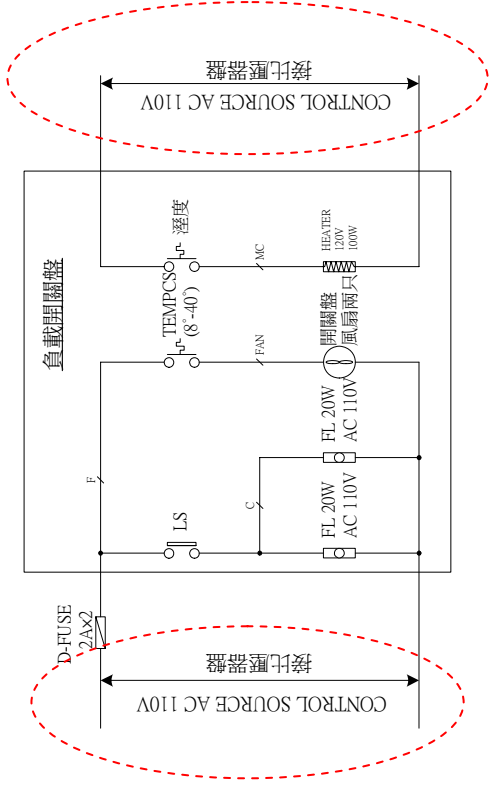 接比壓器盤
CONTROL SOURCE AC 110V
負載開關盤
溼度
TEMPCS
(8°-40°)
MC
HEATER
120V
100W
FAN
開關盤
風扇兩只
F
LS
C
FL 20W
AC 110V
FL 20W
AC 110V
D-FUSE
2A×2
接比壓器盤
CONTROL SOURCE AC 110V